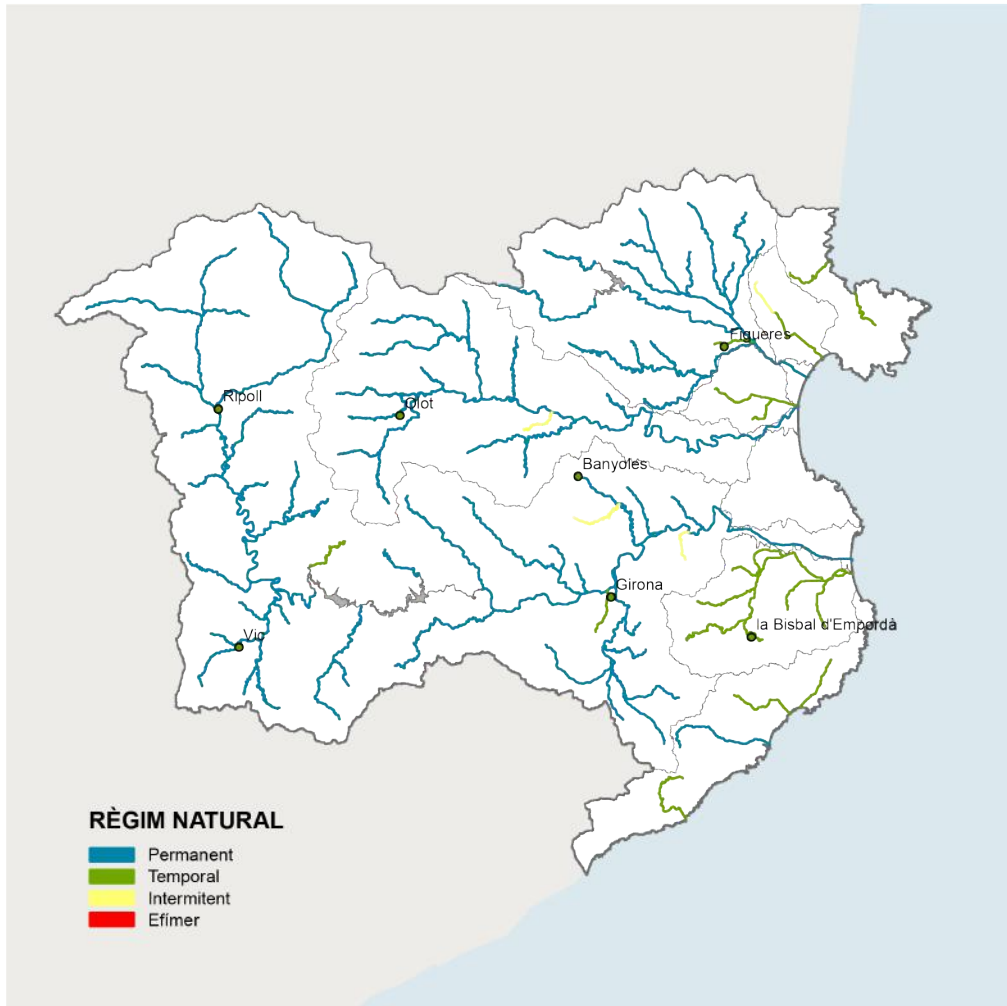 Figueres
Ripoll
Olot
Banyoles
Girona
la Bisbal d'Empordà
Vic
RÈGIM NATURAL
Permanent
Temporal
Intermitent
Efímer